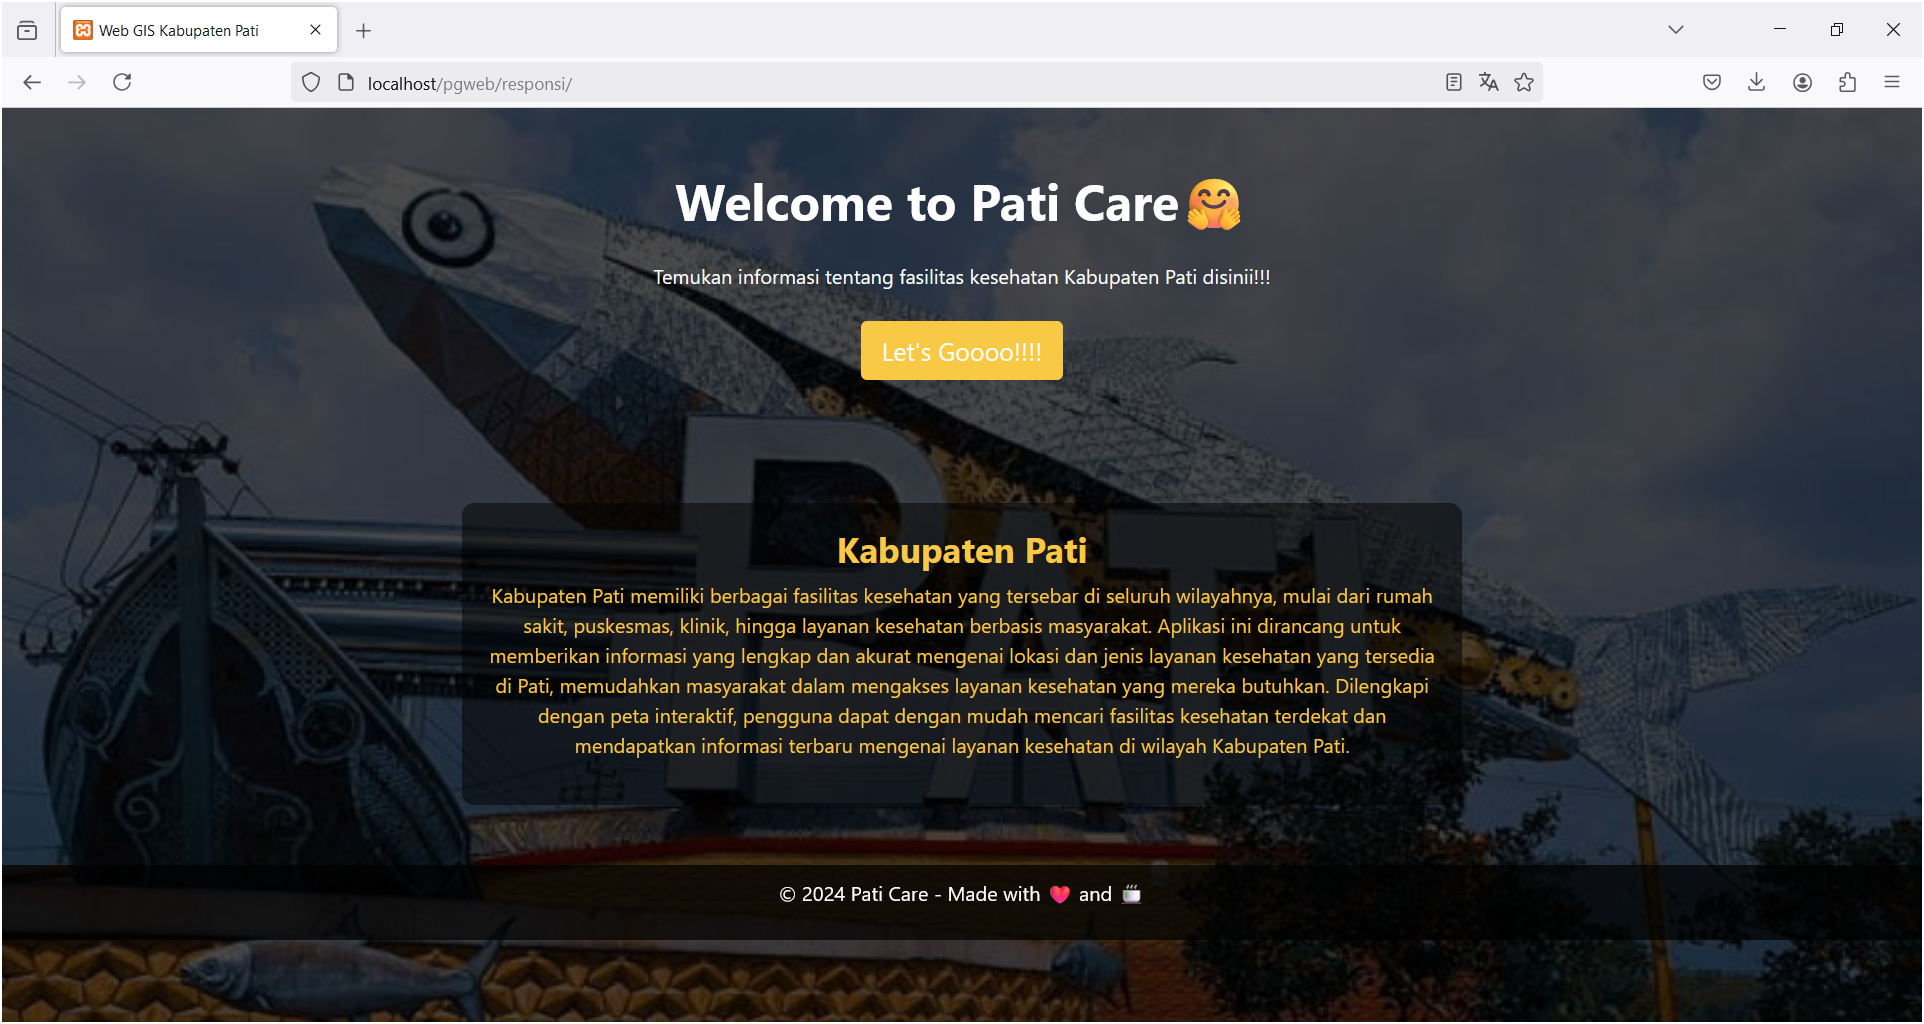 Web GIS Kabupaten Pati
localhost/pgweb/responsi/
Welcome to Pati Care🤗
Temukan informasi tentang fasilitas kesehatan Kabupaten Pati disinii!!!
Let's Goooo!!!!
PATI
Kabupaten Pati
Kabupaten Pati memiliki berbagai fasilitas kesehatan yang tersebar di seluruh wilayahnya, mulai dari rumah
sakit, puskesmas, klinik, hingga layanan kesehatan berbasis masyarakat. Aplikasi ini dirancang untuk
memberikan informasi yang lengkap dan akurat mengenai lokasi dan jenis layanan kesehatan yang tersedia
di Pati, memudahkan masyarakat dalam mengakses layanan kesehatan yang mereka butuhkan. Dilengkapi
dengan peta interaktif, pengguna dapat dengan mudah mencari fasilitas kesehatan terdekat dan
mendapatkan informasi terbaru mengenai layanan kesehatan di wilayah Kabupaten Pati.
© 2024 Pati Care - Made with ❤️ and ☕